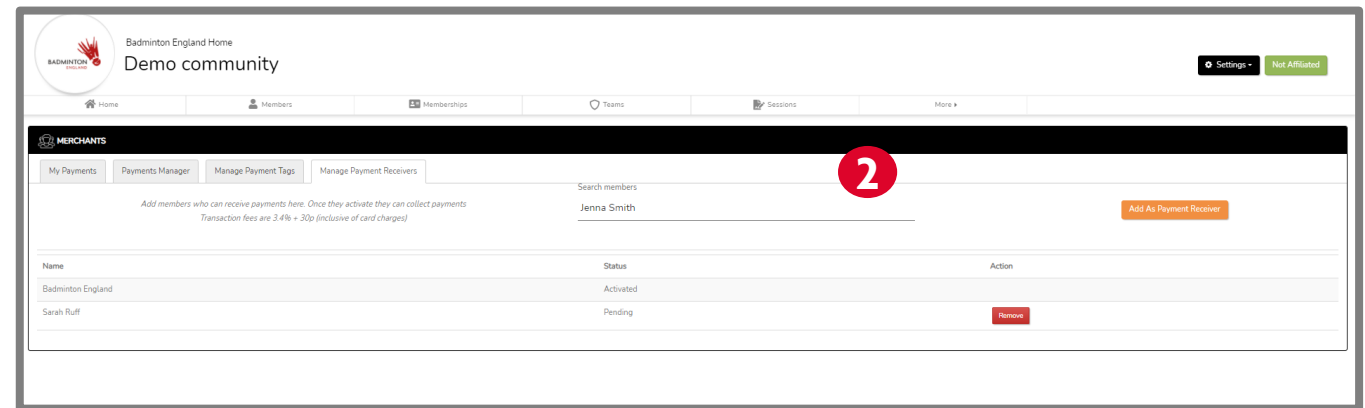 Badminton England Home
BADMINTON
ENGLAND
Demo community
Settings
Not Affiliated
Home
Members
Memberships
Teams
Sessions
More
MERCHANTS
My Payments
Payments Manager
Manage Payment Tags
Manage Payment Receivers
2
Search members
Add members who can receive payments here. Once they activate they can collect payments
Transaction fees are 3.4% + 30p (inclusive of card charges)
Jenna Smith
Add As Payment Receiver
Name Status Action
Badminton England Activated
Sarah Ruff Pending Remove